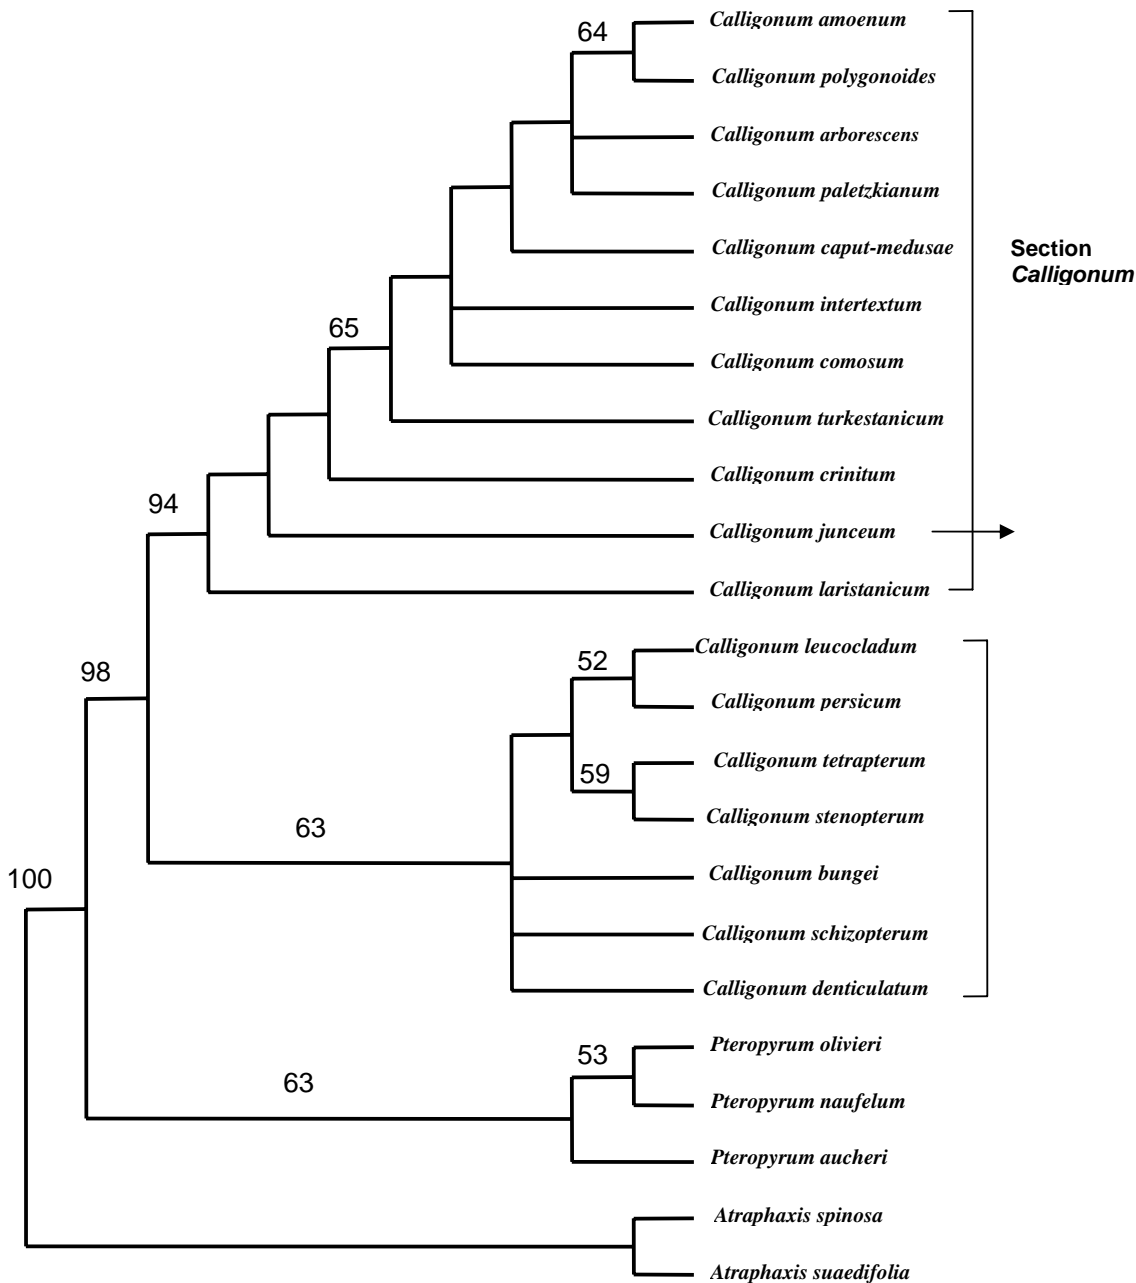 64
Calligonum amoenum
Calligonum polygonoides
Calligonum arborescens
Calligonum paletzkianum
Calligonum caput-medusae
Section
Calligonum
Calligonum intertextum
65
Calligonum comosum
Calligonum turkestanicum
Calligonum crinitum
94
Calligonum junceum
Calligonum laristanicum
98
52
Calligonum leucocladum
Calligonum persicum
Calligonum tetrapterum
59
Calligonum stenopterum
63
Calligonum bungei
100
Calligonum schizopterum
Calligonum denticulatum
Pteropyrum olivieri
53
63
Pteropyrum naufelum
Pteropyrum aucheri
Atraphaxis spinosa
Atraphaxis suaedifolia